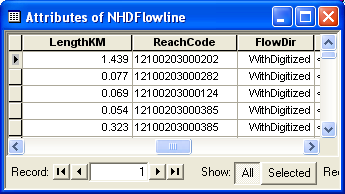 Attributes of NHDFlowline
LengthKM ReachCode FlowDir
1.439 12100203000202 WithDigitized <
0.077 12100203000282 WithDigitized <
0.069 12100203000124 WithDigitized <
0.054 12100203000385 WithDigitized <
0.323 12100203000385 WithDigitized <
Record: 1 Show: All Selected Rec